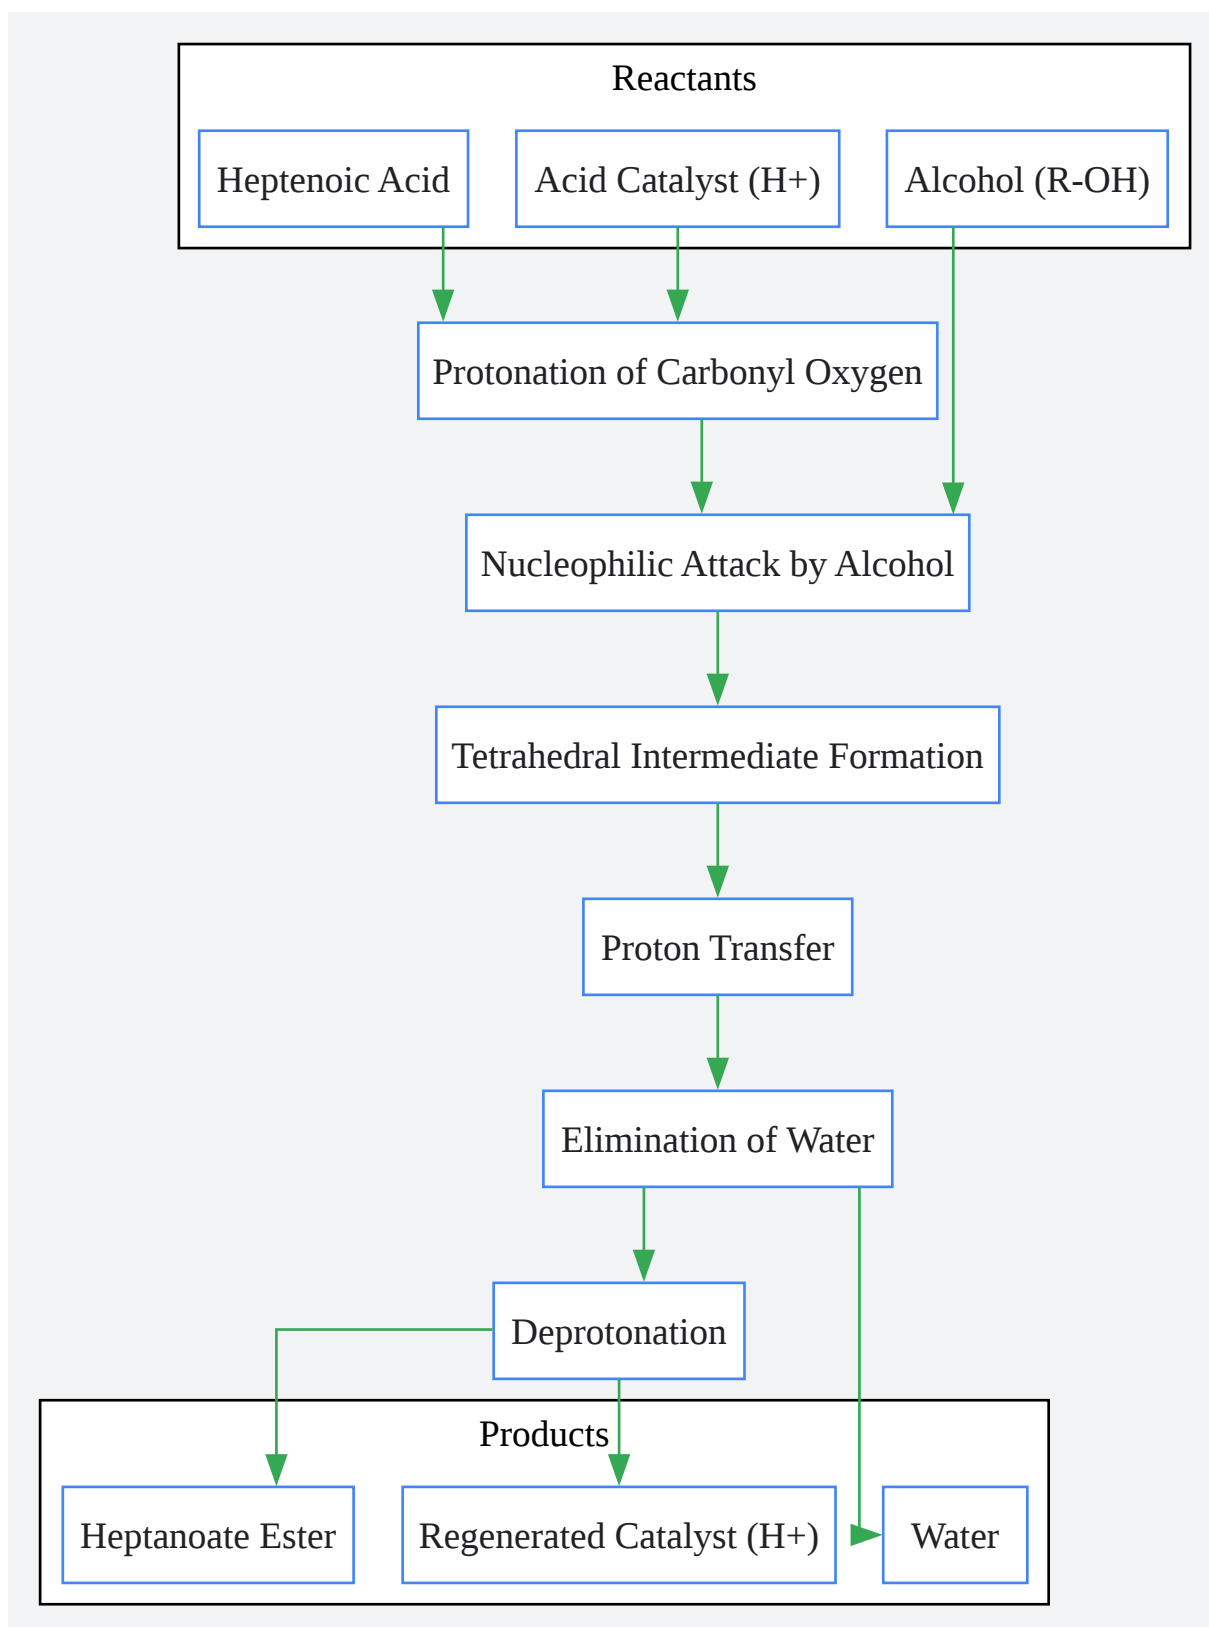 Reactants
Heptenoic Acid
Acid Catalyst (H+)
Alcohol (R-OH)
Protonation of Carbonyl Oxygen
Nucleophilic Attack by Alcohol
Tetrahedral Intermediate Formation
Proton Transfer
Elimination of Water
Deprotonation
Products
Heptanoate Ester
Regenerated Catalyst (H+)
Water